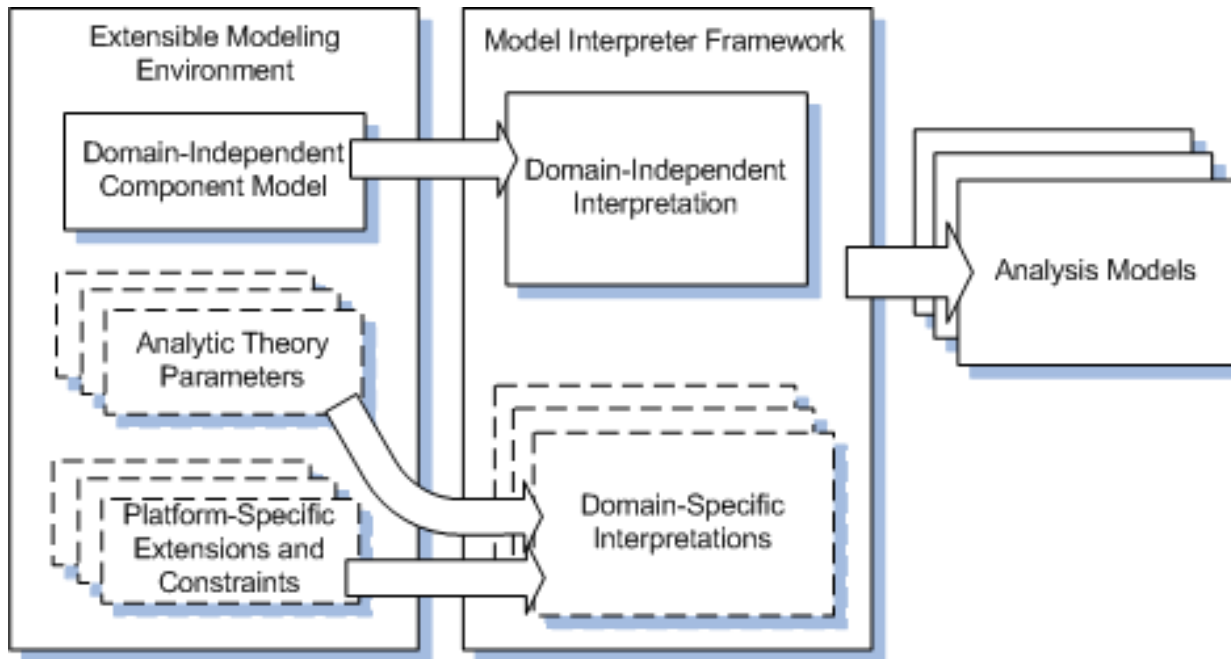 Extensible Modeling
Environment
Domain-Independent
Component Model
Analytic Theory
Parameters
Platform-Specific
Extensions and
Constraints
Model Interpreter Framework
Domain-Independent
Interpretation
Domain-Specific
Interpretations
Analysis Models